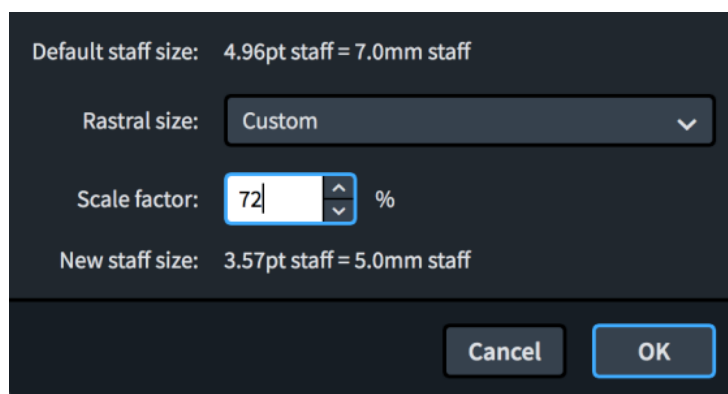 Default staff size: 4.96pt staff = 7.0mm staff
Rastral size: Custom
Scale factor: 72 %
New staff size: 3.57pt staff = 5.0mm staff
Cancel OK